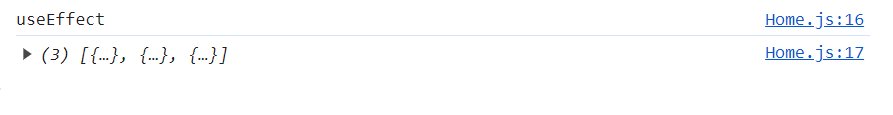 useEffect Home.js:16
(3) [{…}, {…}, {…}] Home.js:17